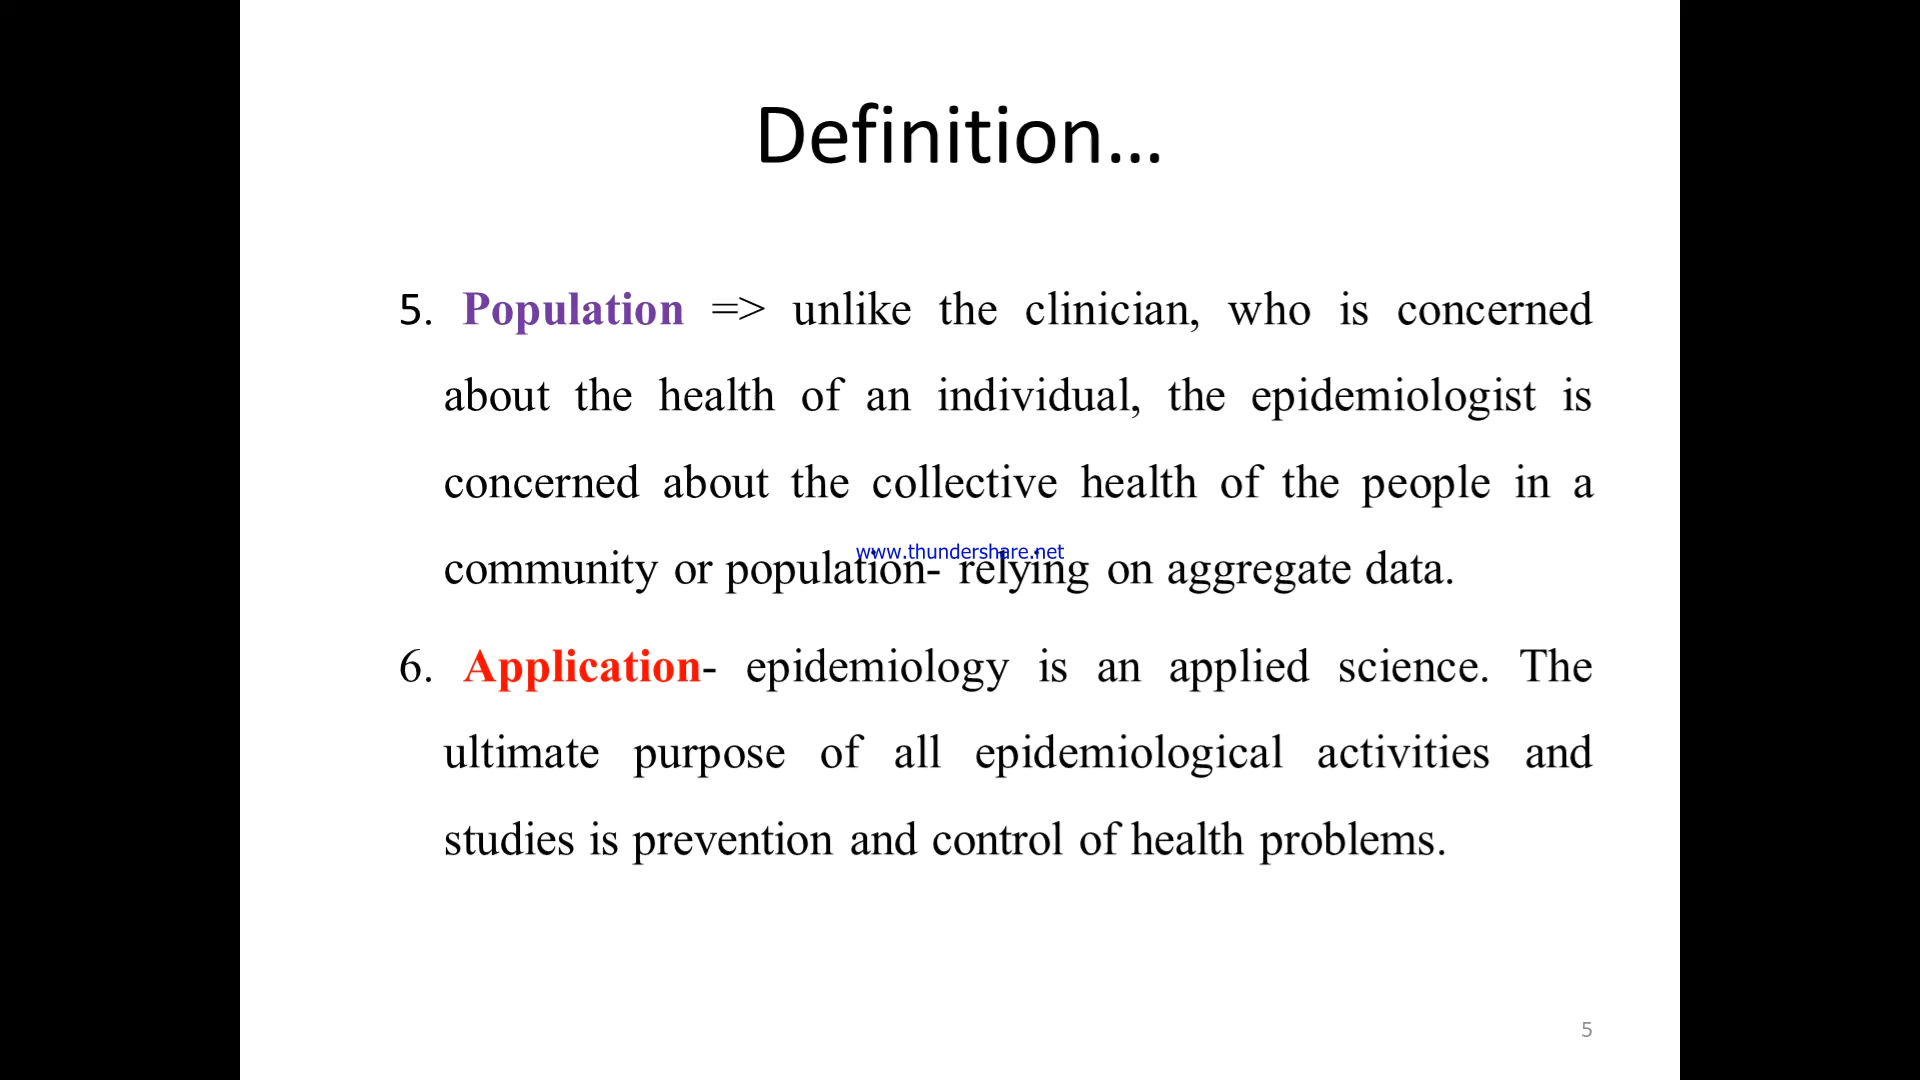 Definition...
5. Population => unlike the clinician, who is concerned
about the health of an individual, the epidemiologist is
concerned about the collective health of the people in a
www.thundershare.net
community or population- relying on aggregate data.
6. Application- epidemiology is an applied science. The
ultimate purpose of all epidemiological activities and
studies is prevention and control of health problems.
5